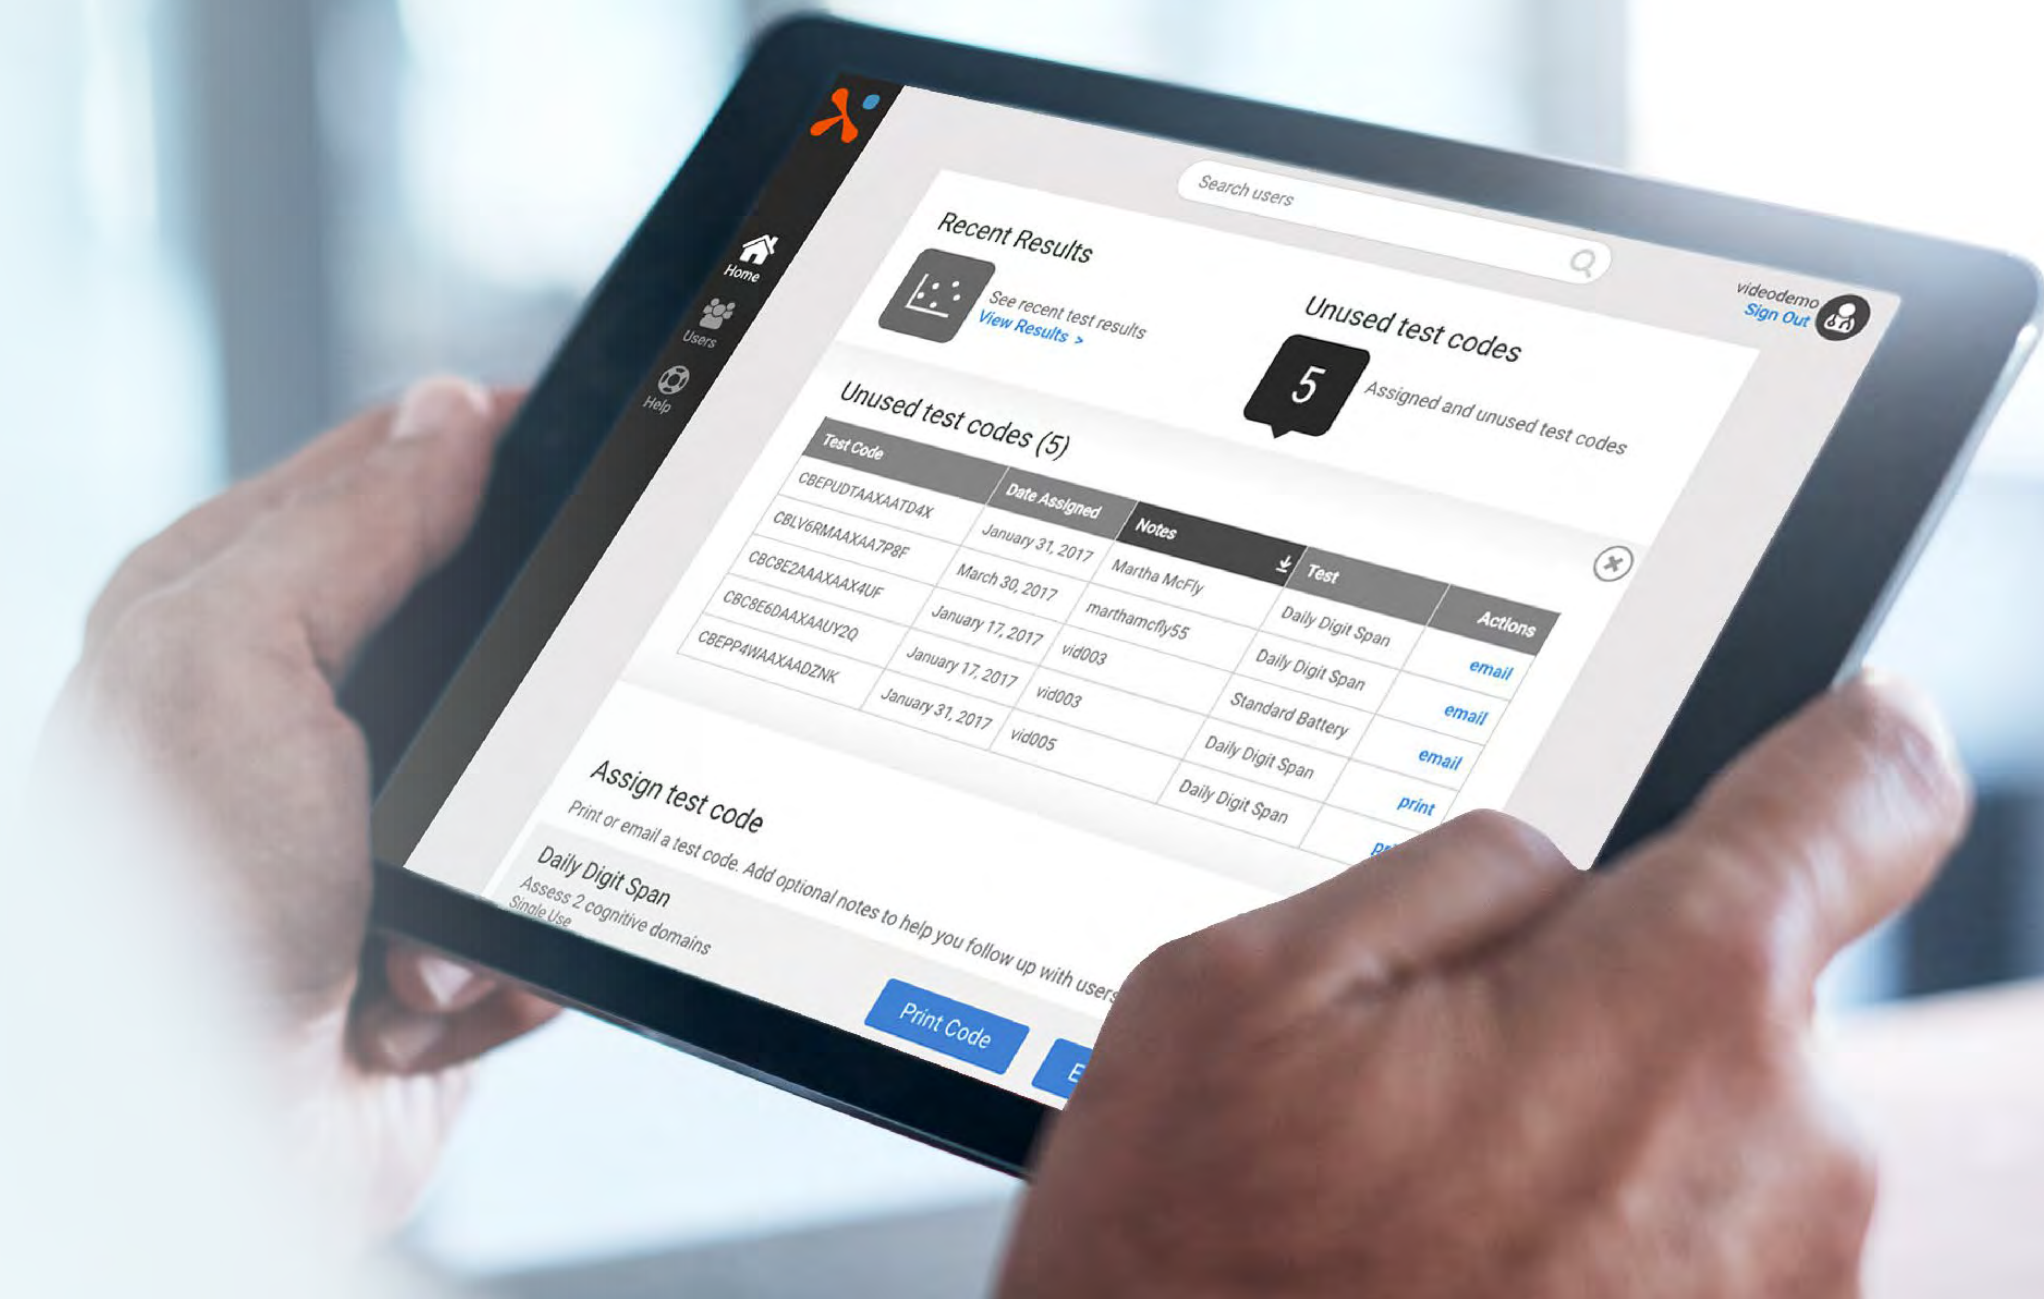 Search users
videodemo
Sign Out
Home
Users
Help
Recent Results
See recent test results
View Results >
Unused test codes
5
Assigned and unused test codes
Unused test codes (5)
Test Code Date Assigned Notes Test Actions
CBEPUDTAAXAATD4X January 31, 2017 Martha McFly Daily Digit Span email
CBLV6RMAAXAA7P8F March 30, 2017 marthamcfly55 Daily Digit Span email
CBC8E2AAAXAAX4UF January 17, 2017 vid003 Standard Battery email
CBC8E6DAAXAAUY2Q January 17, 2017 vid003 Daily Digit Span print
CBEPP4WAAXAADZNK January 31, 2017 vid005 Daily Digit Span
Assign test code
Print or email a test code. Add optional notes to help you follow up with users
Daily Digit Span
Assess 2 cognitive domains
Single Use
Print Code